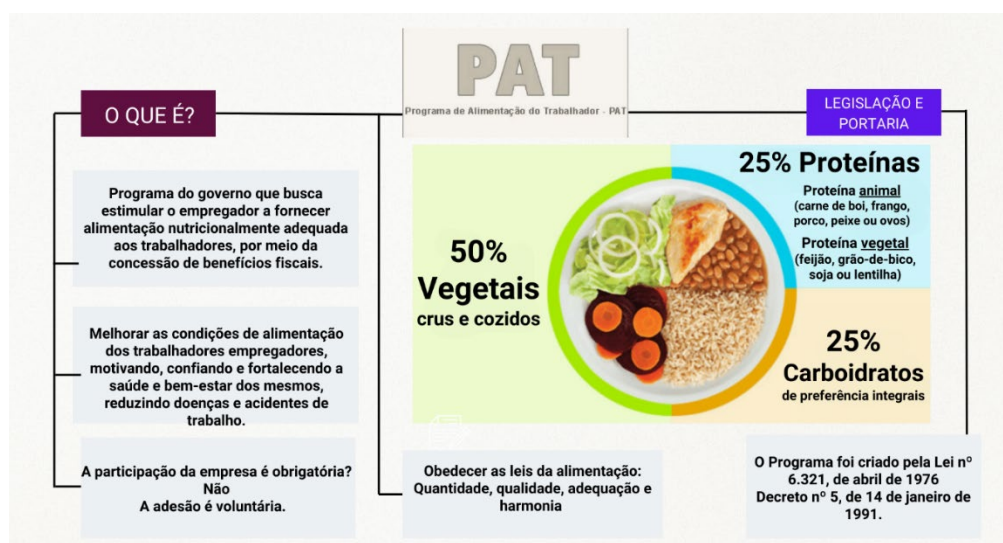 PAT
Programa de Alimentação do Trabalhador - PAT
O QUE É?
LEGISLAÇÃO E
PORTARIA
Programa do governo que busca
estimular o empregador a fornecer
alimentação nutricionalmente adequada
aos trabalhadores, por meio da
concessão de benefícios fiscais.
Melhorar as condições de alimentação
dos trabalhadores empregadores,
motivando, confiando e fortalecendo a
saúde e bem-estar dos mesmos,
reduzindo doenças e acidentes de
trabalho.
A participação da empresa é obrigatória?
Não
A adesão é voluntária.
50%
Vegetais
crus e cozidos
25% Proteínas
Proteína animal
(carne de boi, frango,
porco, peixe ou ovos)
Proteína vegetal
(feijão, grão-de-bico,
soja ou lentilha)
25%
Carboidratos
de preferência integrais
Obedecer as leis da alimentação:
Quantidade, qualidade, adequação e
harmonia
O Programa foi criado pela Lei nº
6.321, de abril de 1976
Decreto nº 5, de 14 de janeiro de
1991.